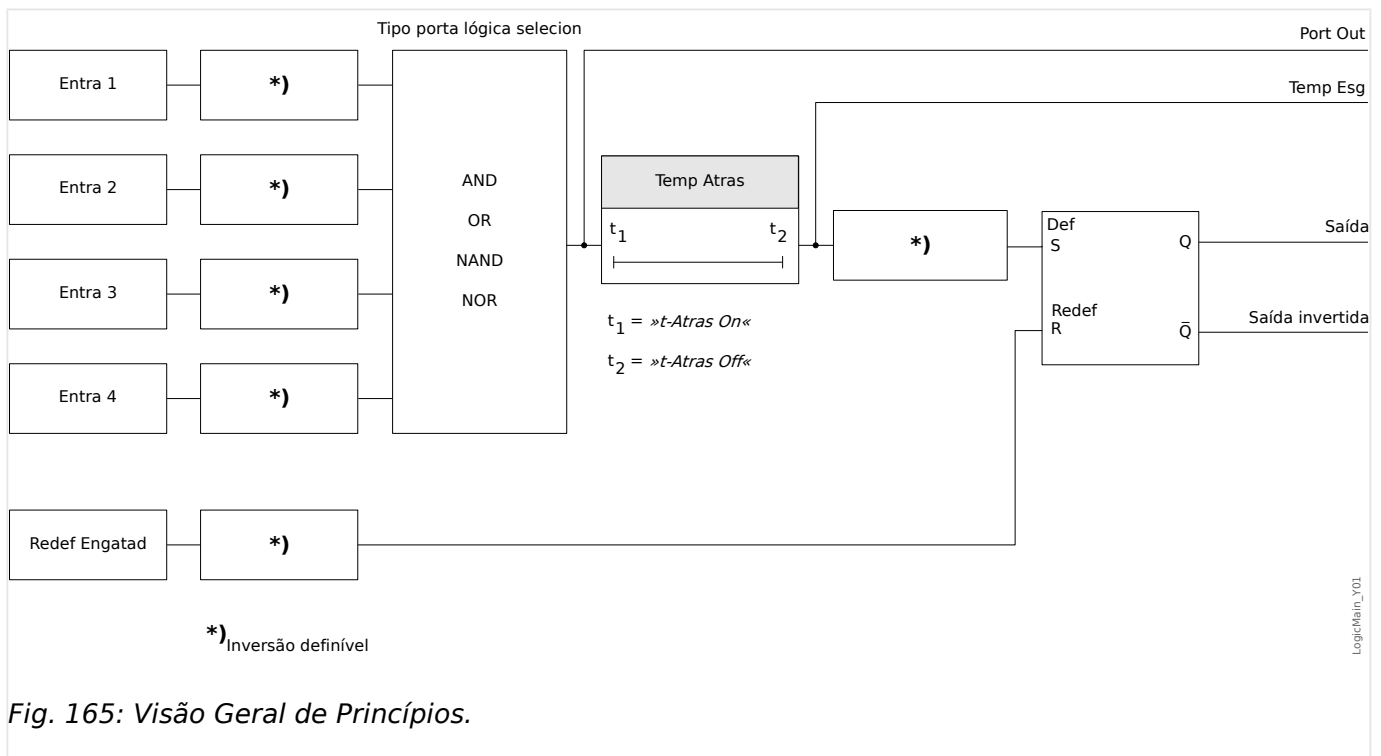 Tipo porta lógica selecion
Port Out
Temp Esg
Entra 1
*)
Entra 2
*)
Entra 3
*)
Entra 4
*)
AND
OR
NAND
NOR
Temp Atras
t1
t2
t1 = »t-Atras On«
t2 = »t-Atras Off«
*)
Def
S
Q
Redef
R
Q̅
Saída
Saída invertida
Redef Engatad
*)
*)Inversão definível
LogicMain_Y01
Fig. 165: Visão Geral de Princípios.